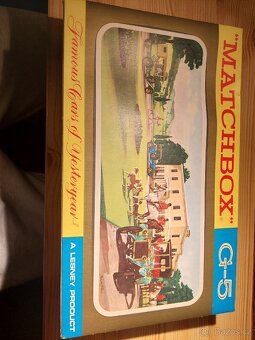 "MATCHBOX"
G-5
Famous Cars of Yesteryear
A LESNEY PRODUCT